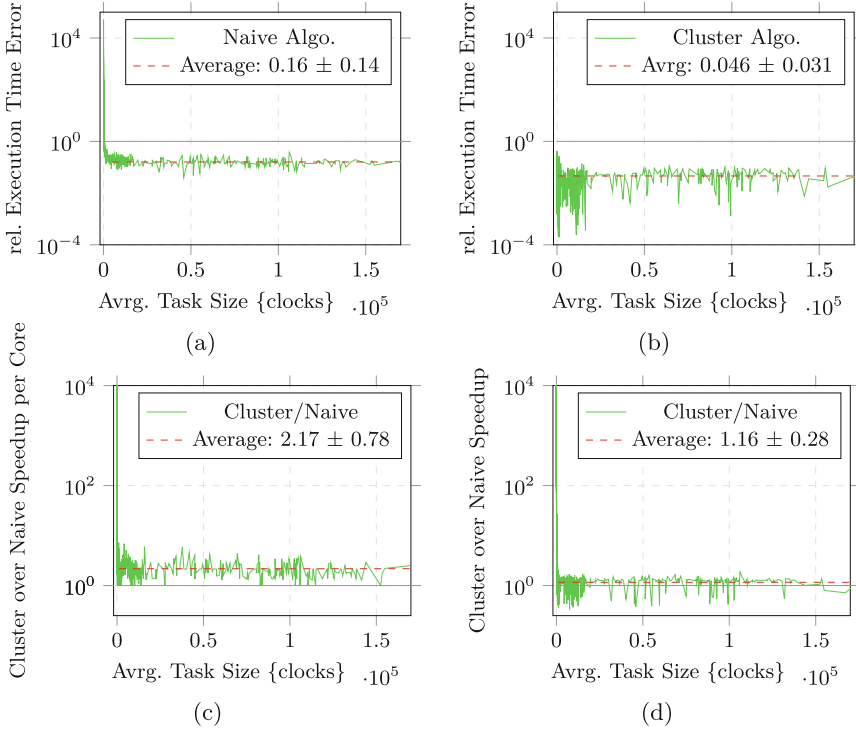 rel. Execution Time Error
10^4
10^0
10^−4
Naive Algo.
Average: 0.16 ± 0.14
0
0.5
1
1.5
Avrg. Task Size {clocks}
·10^5
(a)
rel. Execution Time Error
10^4
10^0
10^−4
Cluster Algo.
Avrg: 0.046 ± 0.031
0
0.5
1
1.5
Avrg. Task Size {clocks}
·10^5
(b)
Cluster over Naive Speedup per Core
10^4
10^2
10^0
Cluster/Naive
Average: 2.17 ± 0.78
0
0.5
1
1.5
Avrg. Task Size {clocks}
·10^5
(c)
Cluster over Naive Speedup
10^4
10^2
10^0
Cluster/Naive
Average: 1.16 ± 0.28
0
0.5
1
1.5
Avrg. Task Size {clocks}
·10^5
(d)